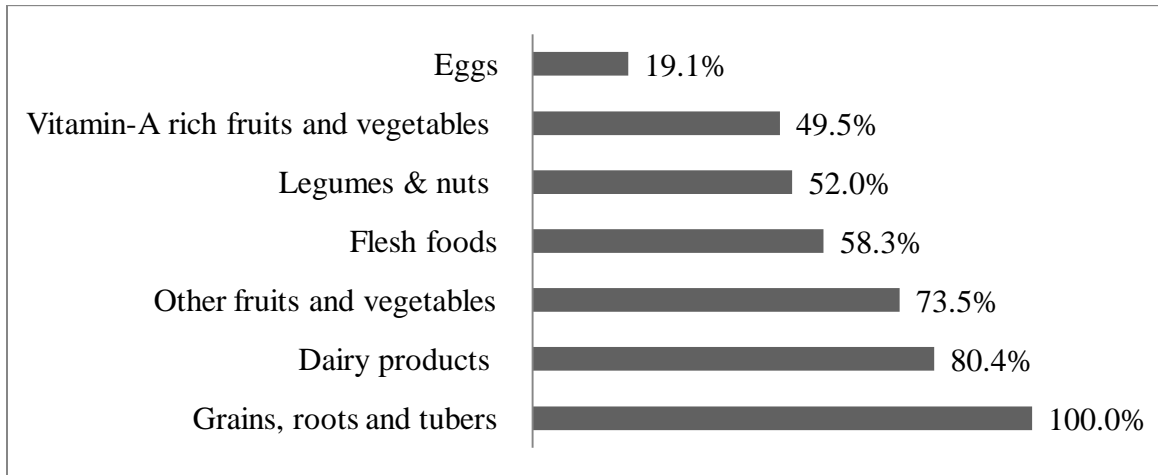 Eggs 19.1%
Vitamin-A rich fruits and vegetables 49.5%
Legumes & nuts 52.0%
Flesh foods 58.3%
Other fruits and vegetables 73.5%
Dairy products 80.4%
Grains, roots and tubers 100.0%